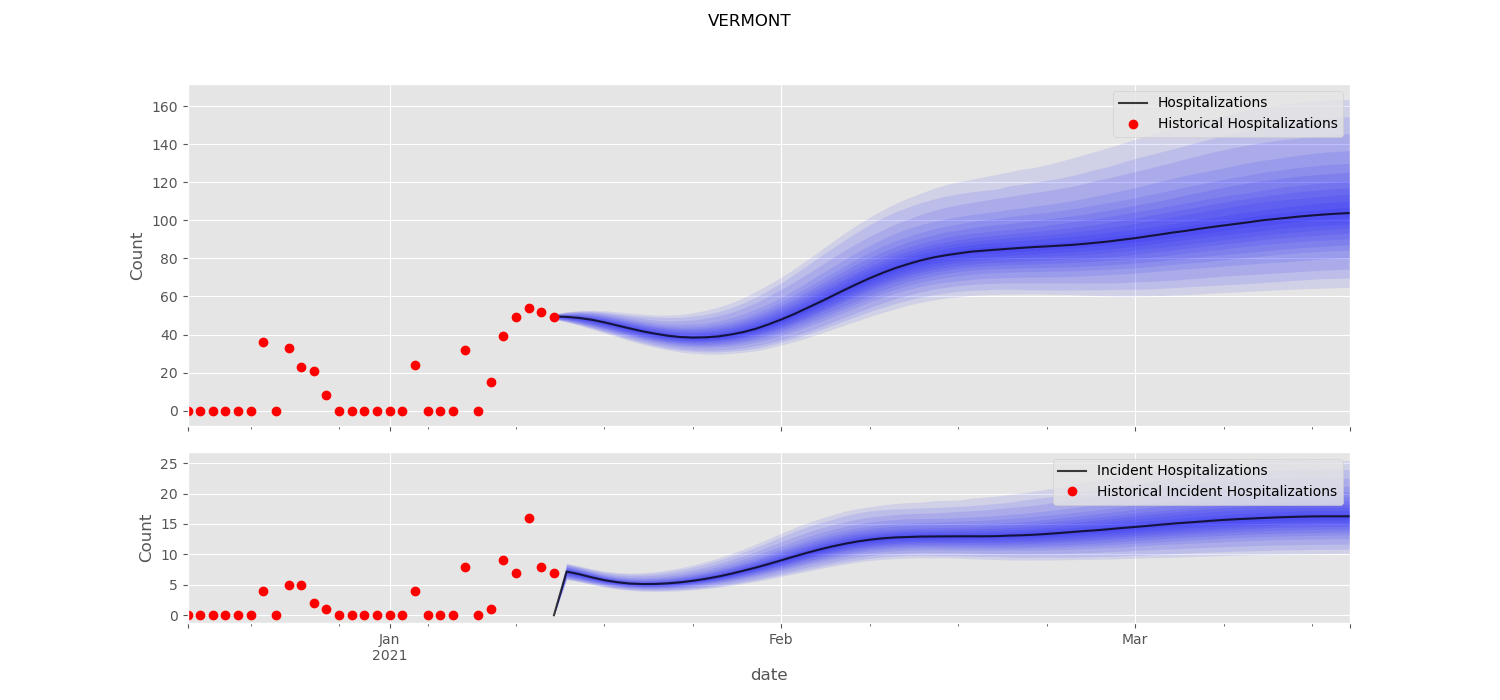 VERMONT
160
140
120
100
80
60
40
20
0
Count
Hospitalizations
Historical Hospitalizations
25
20
15
10
5
0
Count
Incident Hospitalizations
Historical Incident Hospitalizations
Jan
2021
Feb
Mar
date